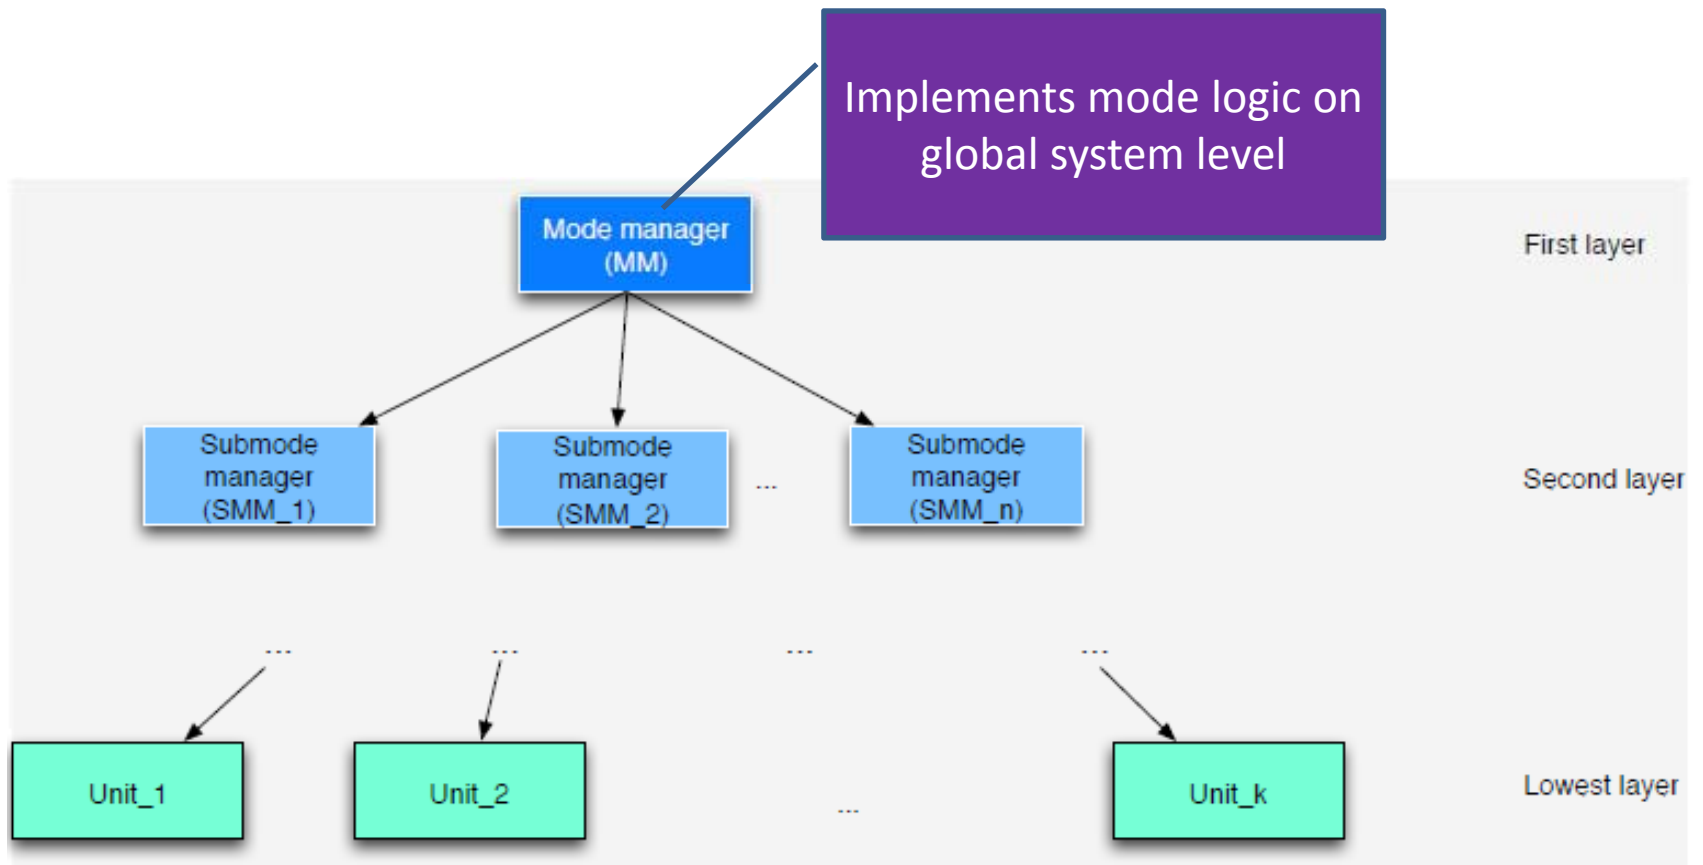 Implements mode logic on
global system level
Mode manager
(MM)
First layer
Submode
manager
(SMM_1)
Submode
manager
(SMM_2)
...
Submode
manager
(SMM_n)
Second layer
...
...
...
...
Unit_1
Unit_2
...
Unit_k
Lowest layer